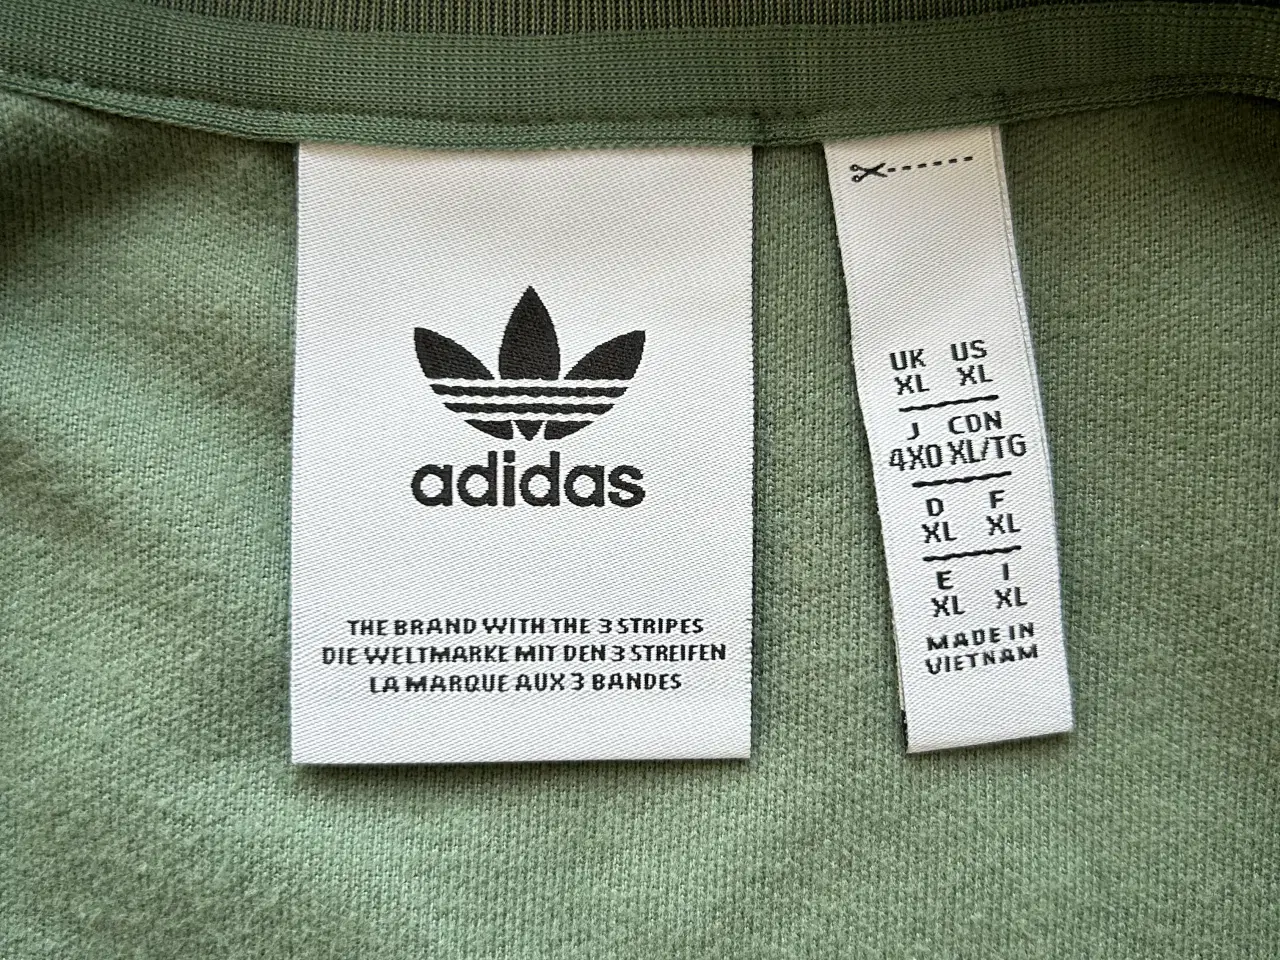 adidas
THE BRAND WITH THE 3 STRIPES
DIE WELTMARKE MIT DEN 3 STREIFEN
LA MARQUE AUX 3 BANDES
UK US
XL XL
J CDN
4XO XL/TG
D F
XL XL
E I
XL XL
MADE IN
VIETNAM